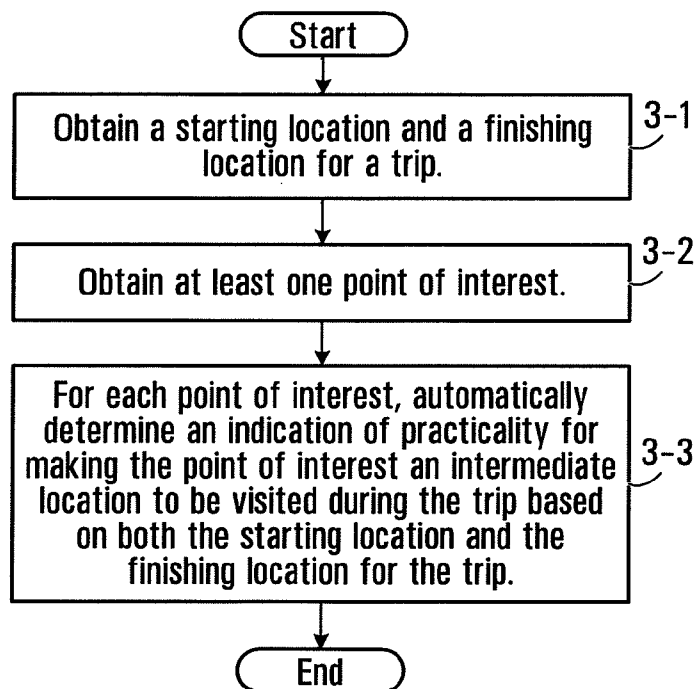 Start
Obtain a starting location and a finishing
location for a trip.
3-1
Obtain at least one point of interest.
3-2
For each point of interest, automatically
determine an indication of practicality for
making the point of interest an intermediate
location to be visited during the trip based
on both the starting location and the
finishing location for the trip.
3-3
End